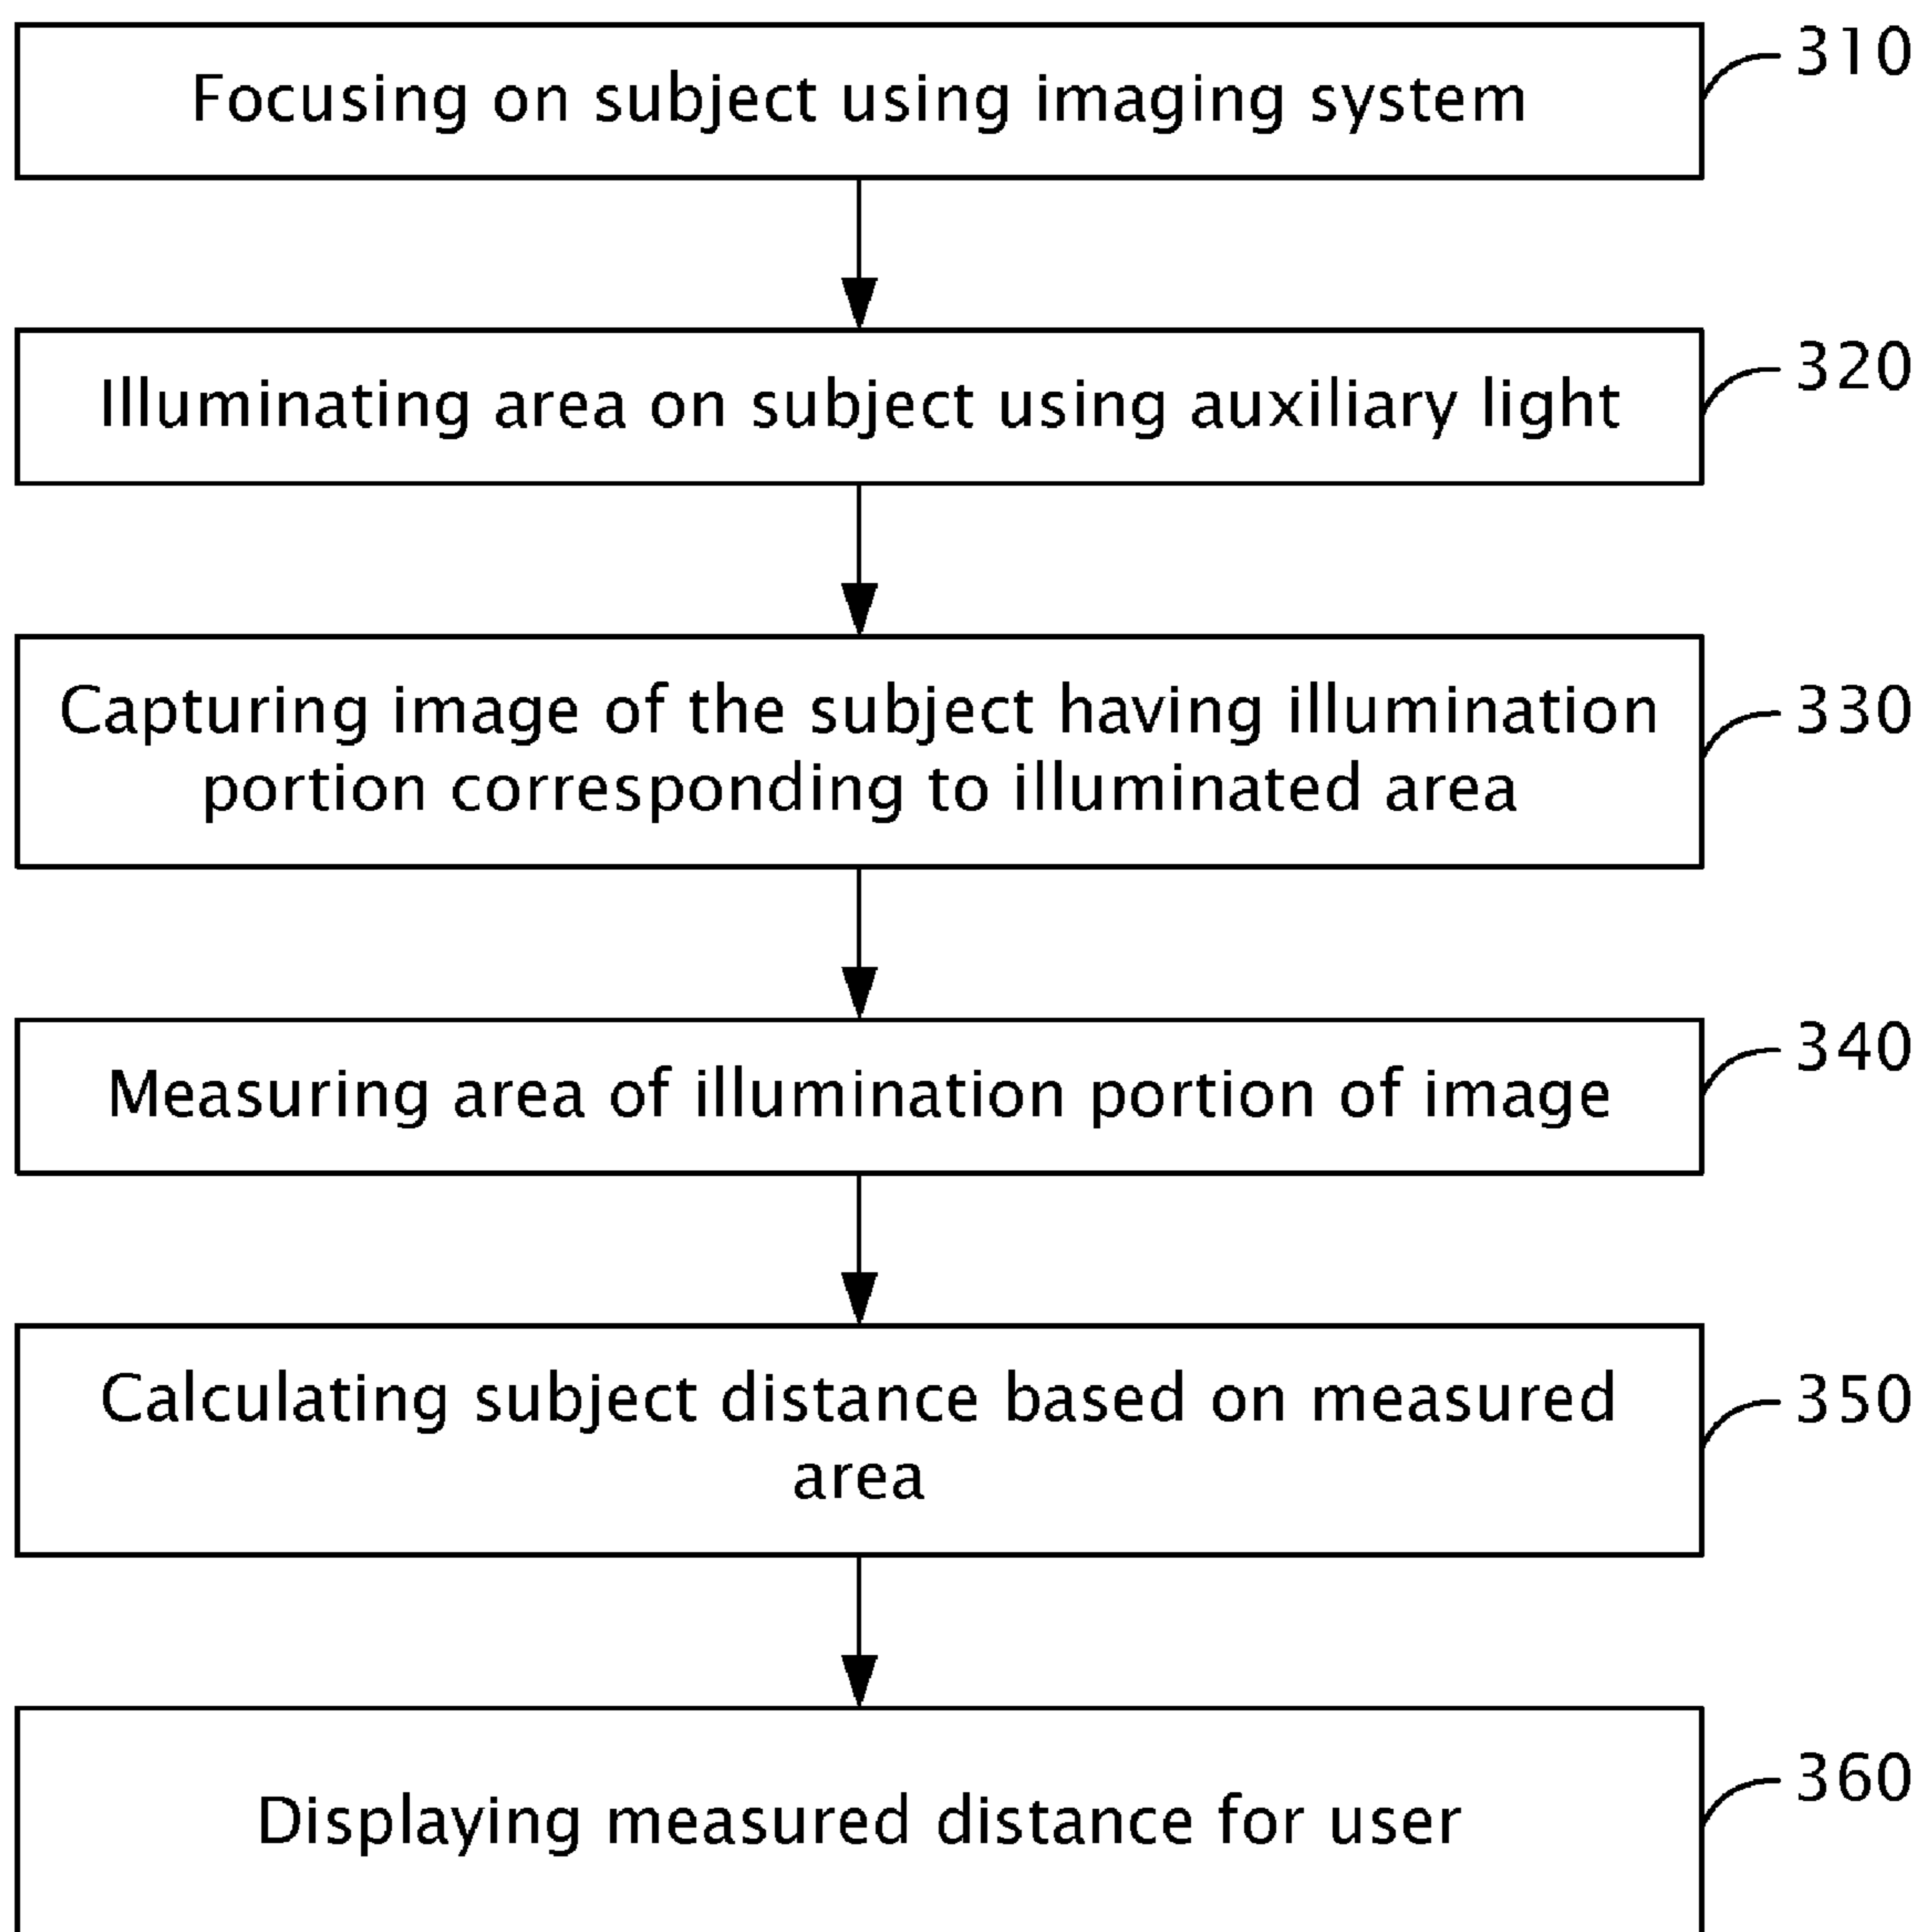 Focusing on subject using imaging system
310
Illuminating area on subject using auxiliary light
320
Capturing image of the subject having illumination
portion corresponding to illuminated area
330
Measuring area of illumination portion of image
340
Calculating subject distance based on measured
area
350
Displaying measured distance for user
360